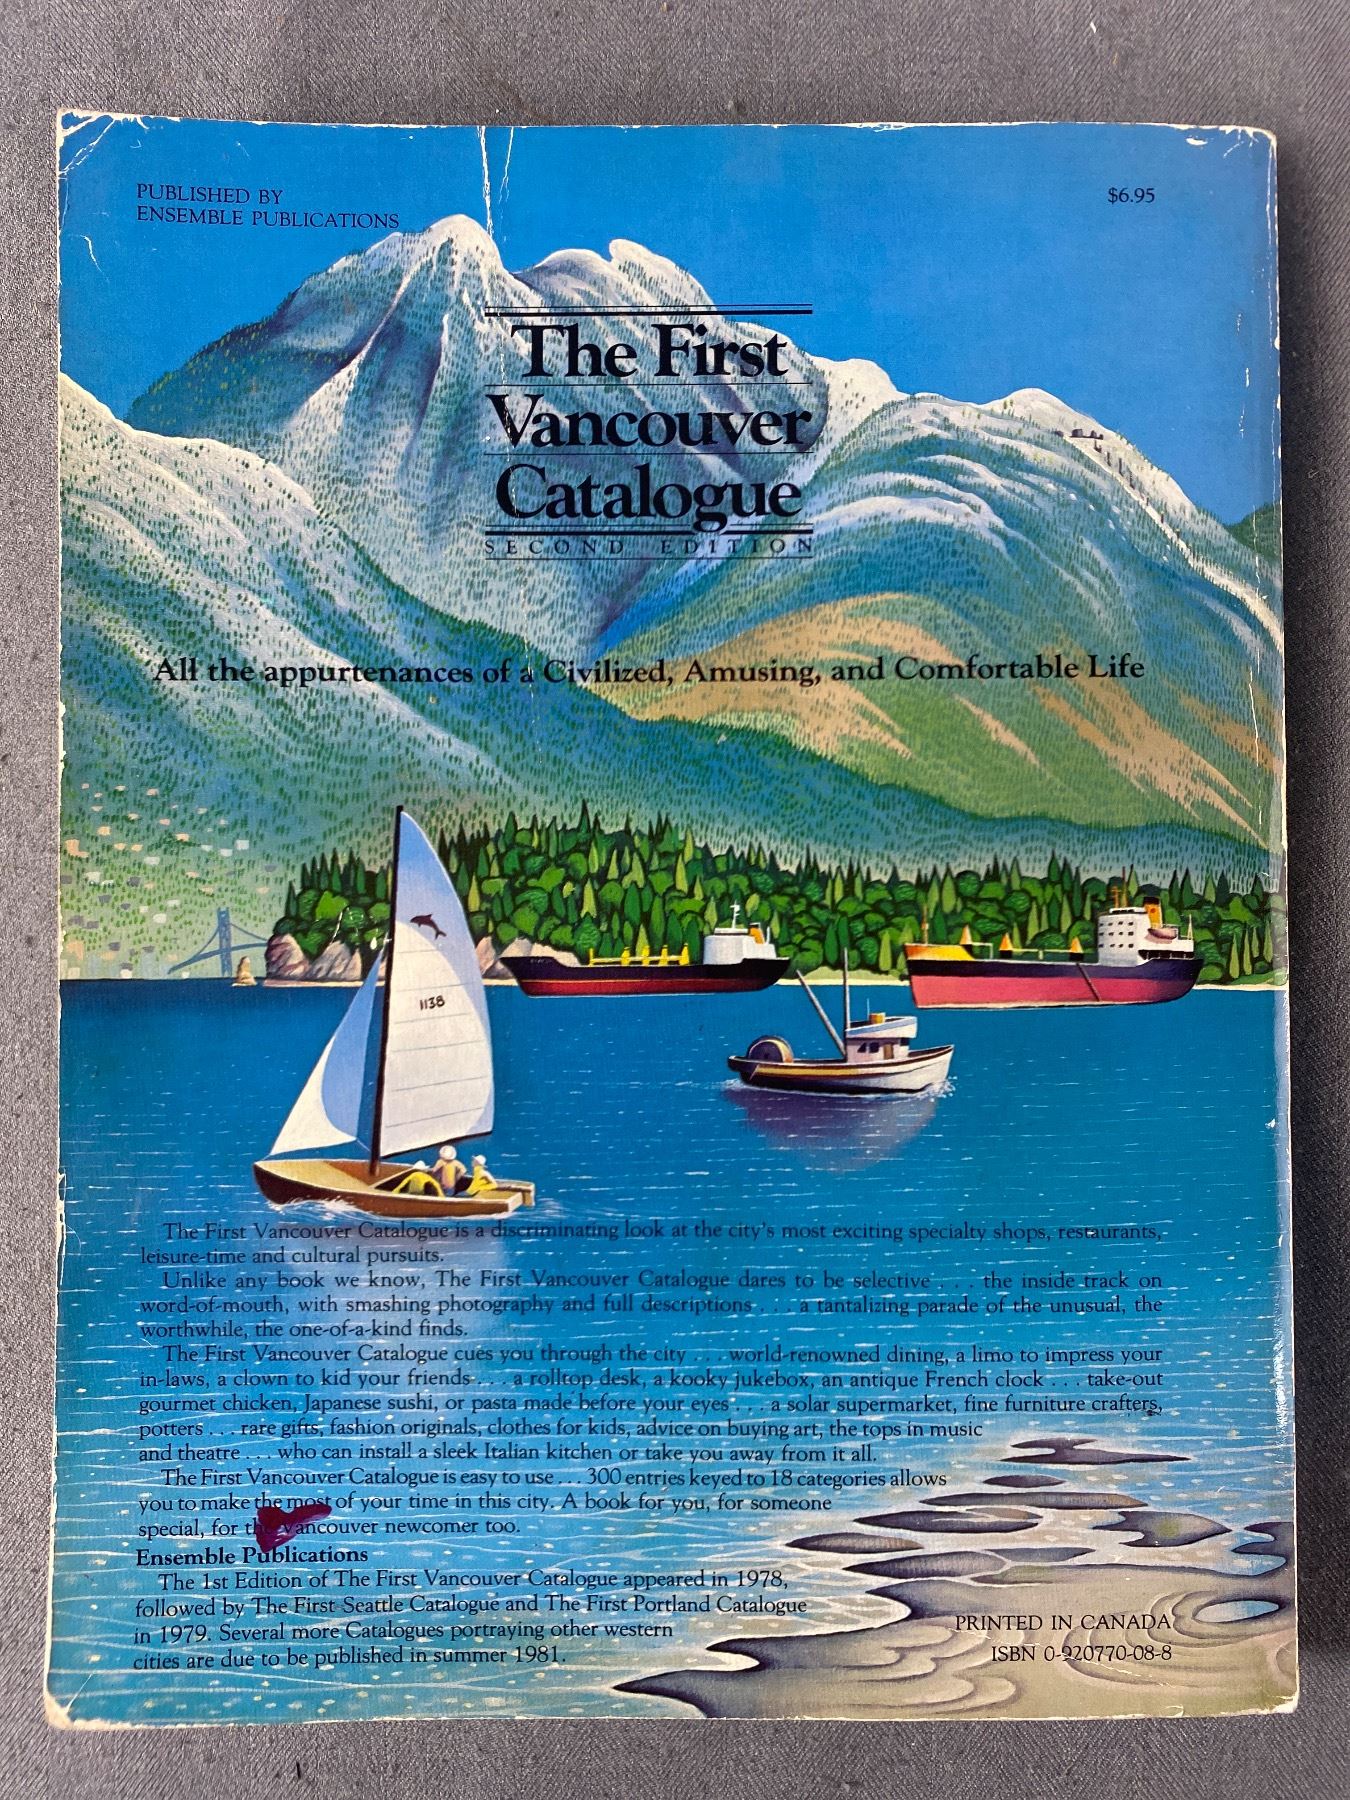 PUBLISHED BY
ENSEMBLE PUBLICATIONS
$6.95
The First
Vancouver
Catalogue
SECOND EDITION
All the appurtenances of a Civilized, Amusing, and Comfortable Life
1138
The First Vancouver Catalogue is a discriminating look at the city's most exciting specialty shops, restaurants,
leisure-time and cultural pursuits.
Unlike any book we know, The First Vancouver Catalogue dares to be selective . . . the inside track on
word-of-mouth, with smashing photography and full descriptions . . . a tantalizing parade of the unusual, the
worthwhile, the one-of-a-kind finds.
The First Vancouver Catalogue cues you through the city . . . world-renowned dining, a limo to impress your
in-laws, a clown to kid your friends . . . a rolltop desk, a kooky jukebox, an antique French clock . . . take-out
gourmet chicken, Japanese sushi, or pasta made before your eyes . . . a solar supermarket, fine furniture crafters,
potters . . . rare gifts, fashion originals, clothes for kids, advice on buying art, the tops in music
and theatre . . . who can install a sleek Italian kitchen or take you away from it all.
The First Vancouver Catalogue is easy to use . . . 300 entries keyed to 18 categories allows
you to make the most of your time in this city. A book for you, for someone
special, for the Vancouver newcomer too.
Ensemble Publications
The 1st Edition of The First Vancouver Catalogue appeared in 1978,
followed by The First Seattle Catalogue and The First Portland Catalogue
in 1979. Several more Catalogues portraying other western
cities are due to be published in summer 1981.
PRINTED IN CANADA
ISBN 0-920770-08-8